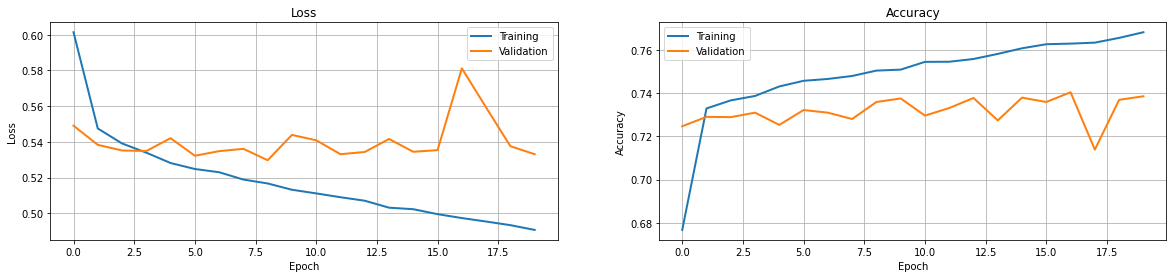 Loss
Training
Validation
0.60
0.58
0.56
0.54
0.52
0.50
Loss
0.0 2.5 5.0 7.5 10.0 12.5 15.0 17.5
Epoch
Accuracy
Training
Validation
0.76
0.74
0.72
0.70
0.68
Accuracy
0.0 2.5 5.0 7.5 10.0 12.5 15.0 17.5
Epoch